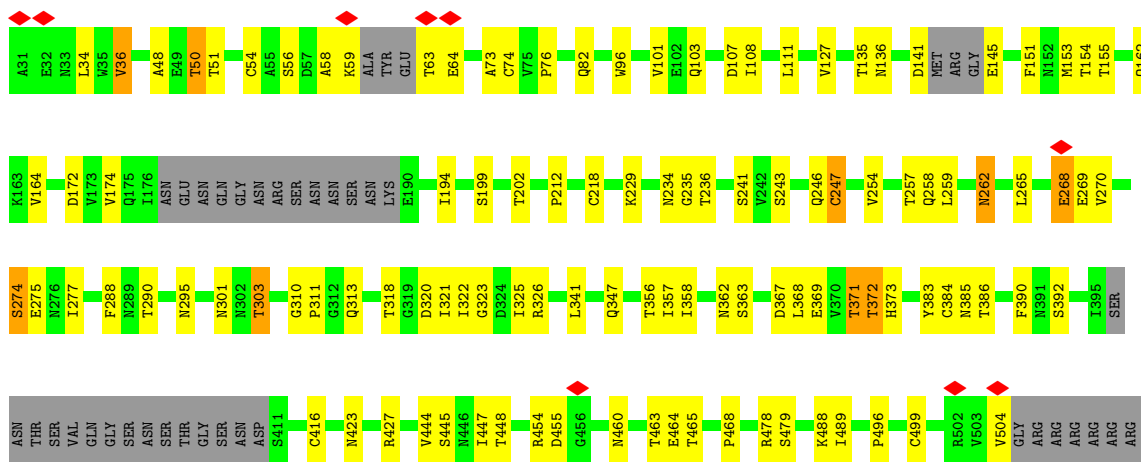 A31 E32 N33 L34 W35 V36 A48 E49 T50 T51 C54 A55 S56 D57 A58 K59 ALA TYR GLU T63 E64 A73 C74 V75 P76 Q82 W96 V101 E102 Q103 D107 I108 L111 V127 T135 N136 D141 MET ARG GLY E145 F151 N152 M153 T154 T155
K163 V164 D172 V173 V174 Q175 I176 ASN GLU ASN GLN GLY ASN ARG SER ASN ASN SER ASN LYS E190 I194 S199 T202 P212 C218 K229 N234 G235 T236 S241 V242 S243 Q246 C247 V254 T257 Q258 L259 N262 L265 E268 E269 V270
S274 E275 N276 I277 F288 N289 T290 N295 N301 N302 T303 G310 P311 G312 Q313 T318 G319 D320 I321 I322 G323 D324 I325 R326 L341 Q347 T356 I357 I358 N362 S363 D367 L368 E369 V370 T371 T372 H373 Y383 C384 N385 T386 F390 N391 S392 I395 SER
ASN THR SER VAL GLN GLY SER ASN SER THR GLY SER ASN ASP S411 C416 N423 R427 V444 S445 N446 I447 T448 R454 D455 G456 N460 T463 E464 T465 P468 R478 S479 K488 I489 P496 C499 R502 V503 V504 GLY ARG ARG ARG ARG ARG ARG